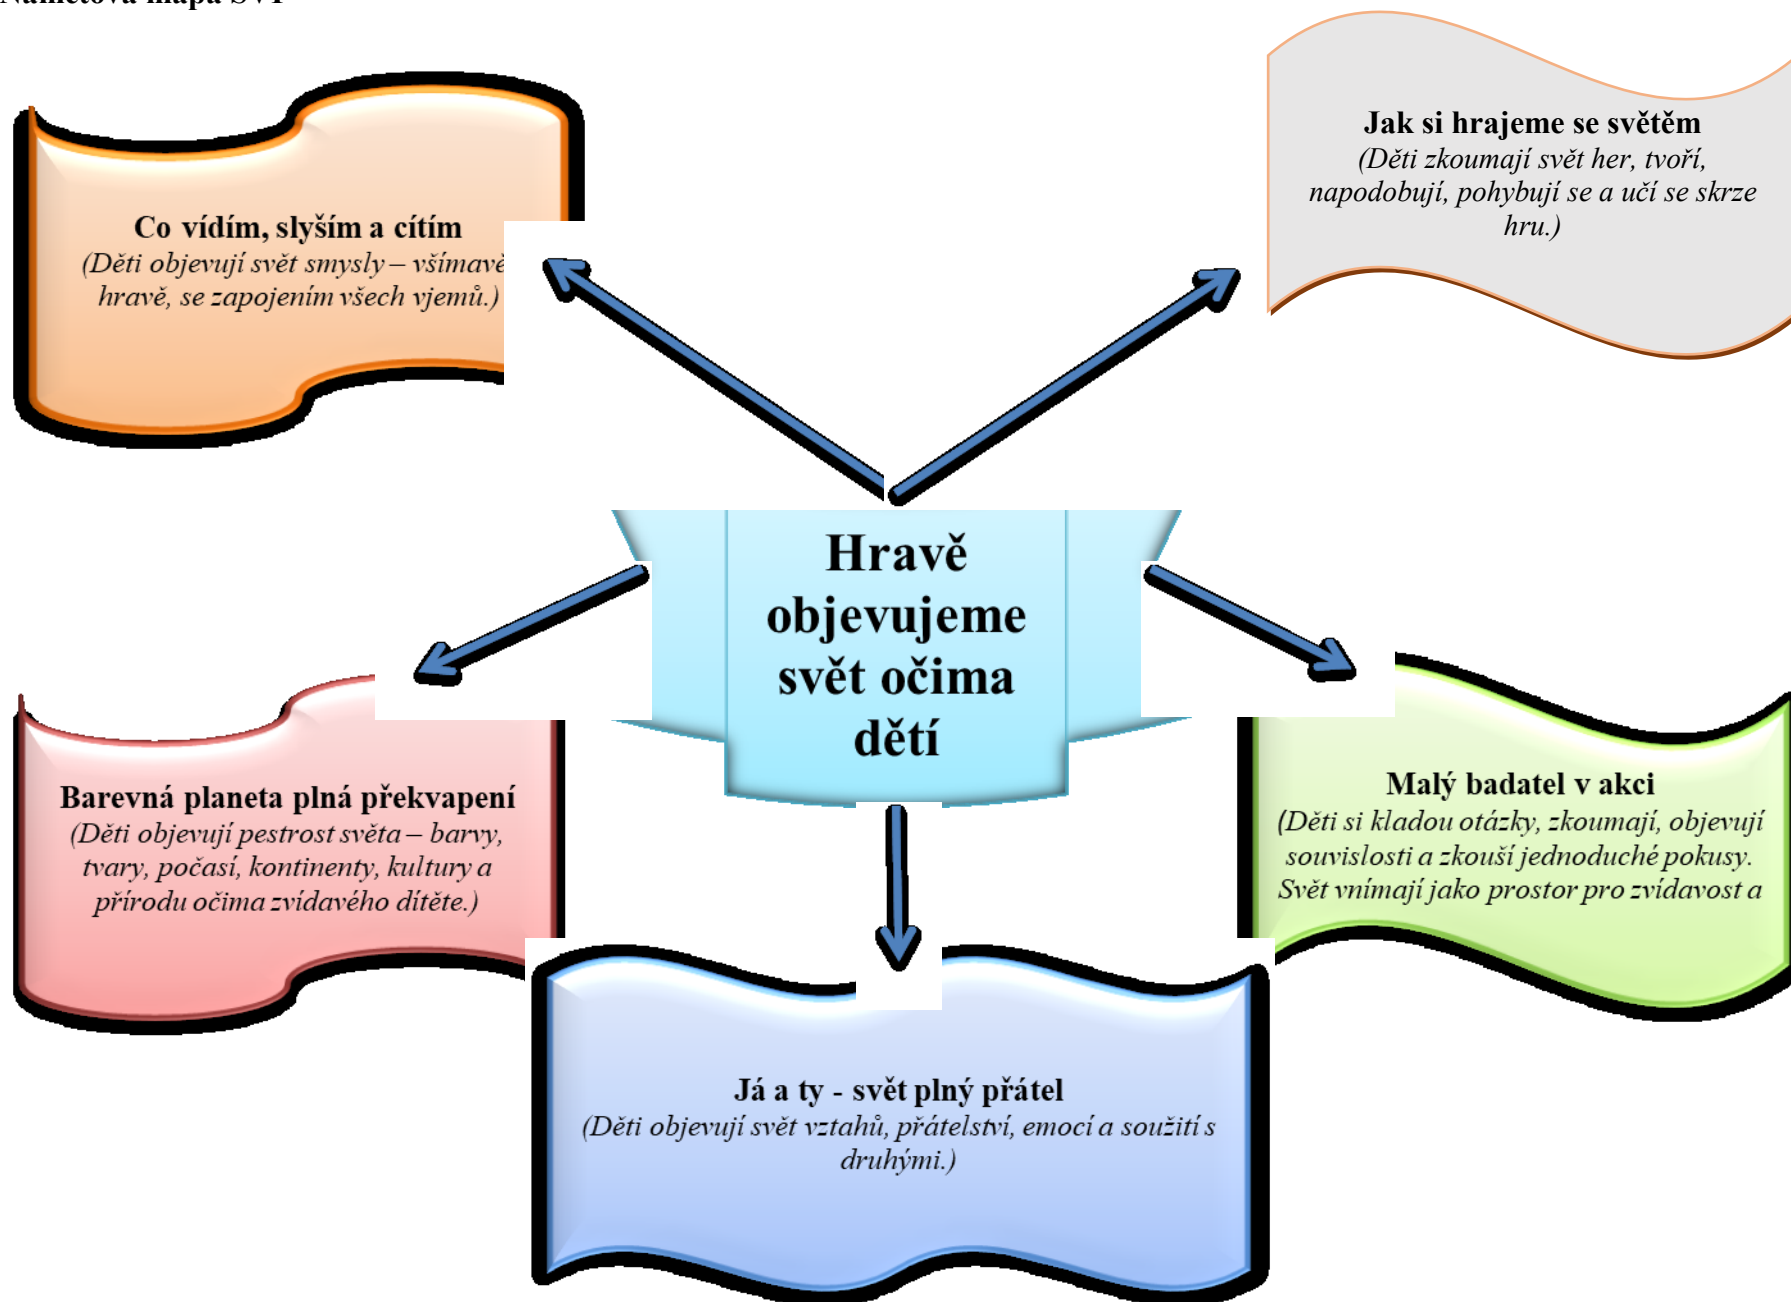 mapa
Co vídím, slyším a cítím
(Děti objevují svět smysly – všímavě
hravě, se zapojením všech vjemů.)
Jak si hrajeme se světěm
(Děti zkoumají svět her, tvoří,
napodobují, pohybují se a učí se skrze
hru.)
Hravě
objevujeme
svět očima
dětí
Barevná planeta plná překvapení
(Děti objevují pestrost světa – barvy,
tvary, počasí, kontinenty, kultury a
přírodu očima zvídavého dítěte.)
Malý badatel v akci
(Děti si kladou otázky, zkoumají, objevují
souvislosti a zkouší jednoduché pokusy.
Svět vnímají jako prostor pro zvídavost a
Já a ty - svět plný přátel
(Děti objevují svět vztahů, přátelství, emocí a soužití s
druhými.)